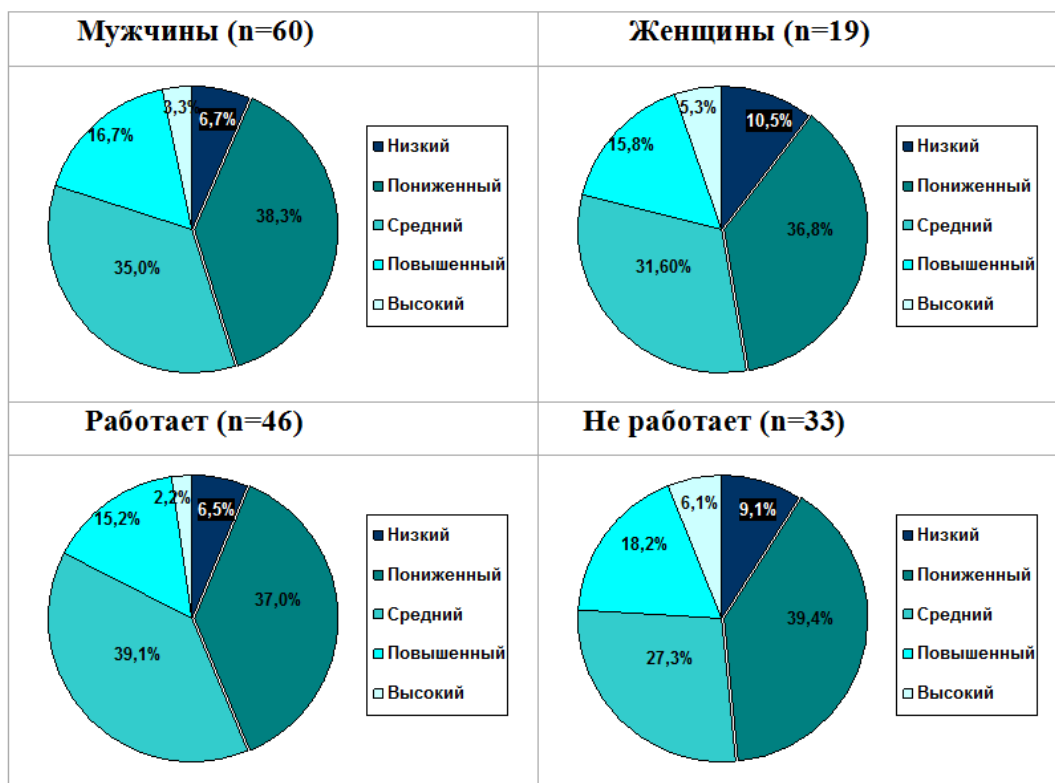 Мужчины (n=60)
Женщины (n=19)
3,3%
6,7%
16,7%
38,3%
35,0%
Низкий
Пониженный
Средний
Повышенный
Высокий
5,3%
10,5%
15,8%
36,8%
31,60%
Низкий
Пониженный
Средний
Повышенный
Высокий
Работает (n=46)
Не работает (n=33)
2,2%
6,5%
15,2%
37,0%
39,1%
Низкий
Пониженный
Средний
Повышенный
Высокий
6,1%
9,1%
18,2%
39,4%
27,3%
Низкий
Пониженный
Средний
Повышенный
Высокий